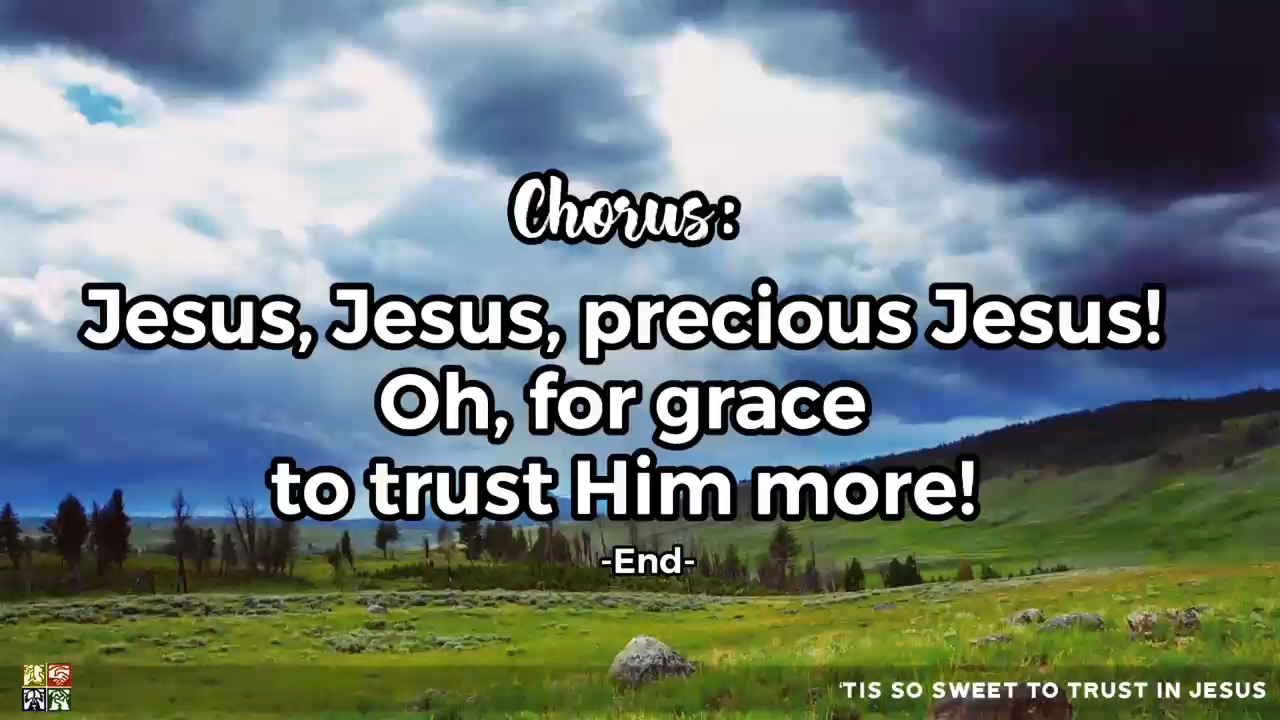 Chorus:
Jesus, Jesus, precious Jesus!
Oh, for grace
to trust Him more!
-End-
'TIS SO SWEET TO TRUST IN JESUS